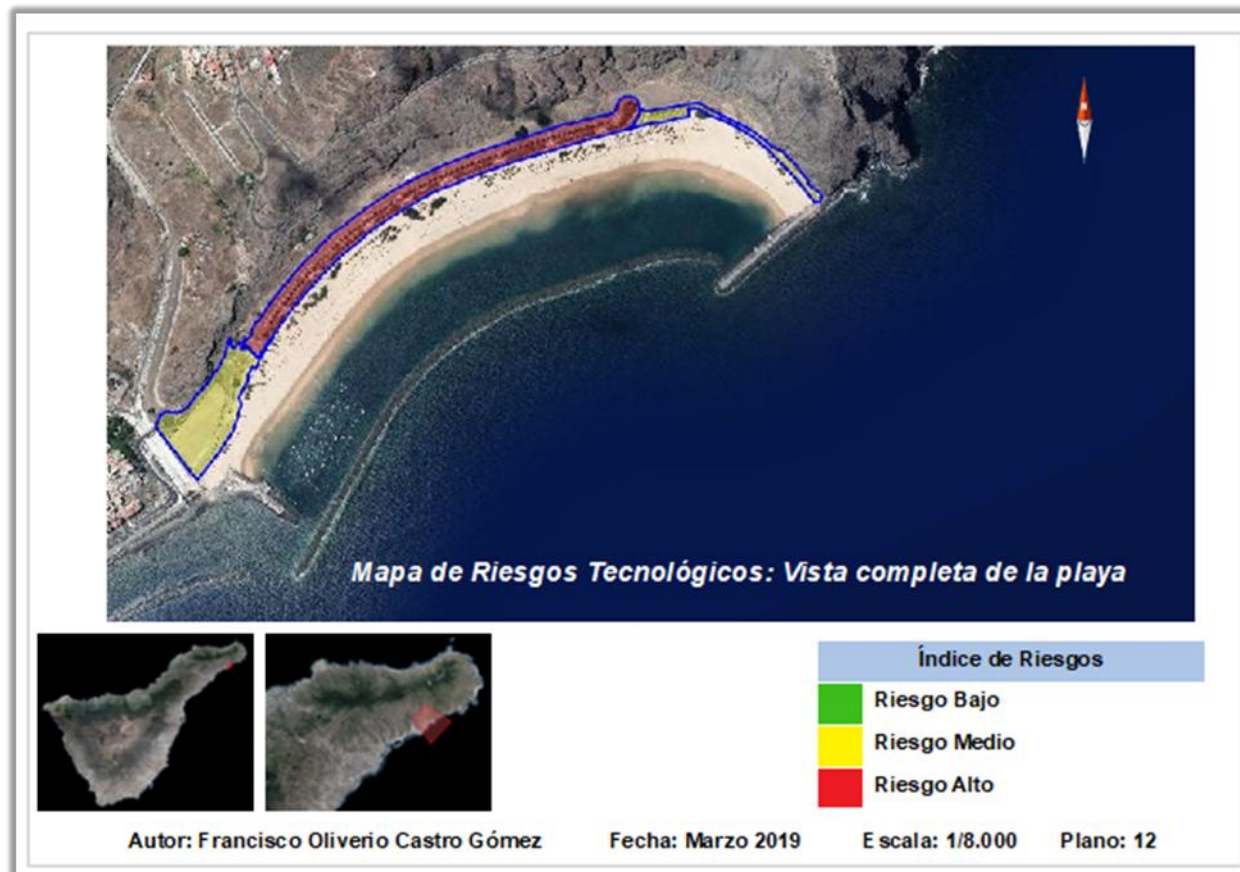 Mapa de Riesgos Tecnológicos: Vista completa de la playa
Índice de Riesgos
Riesgo Bajo
Riesgo Medio
Riesgo Alto
Autor: Francisco Oliverio Castro Gómez Fecha: Marzo 2019 Escala: 1/8.000 Plano: 12